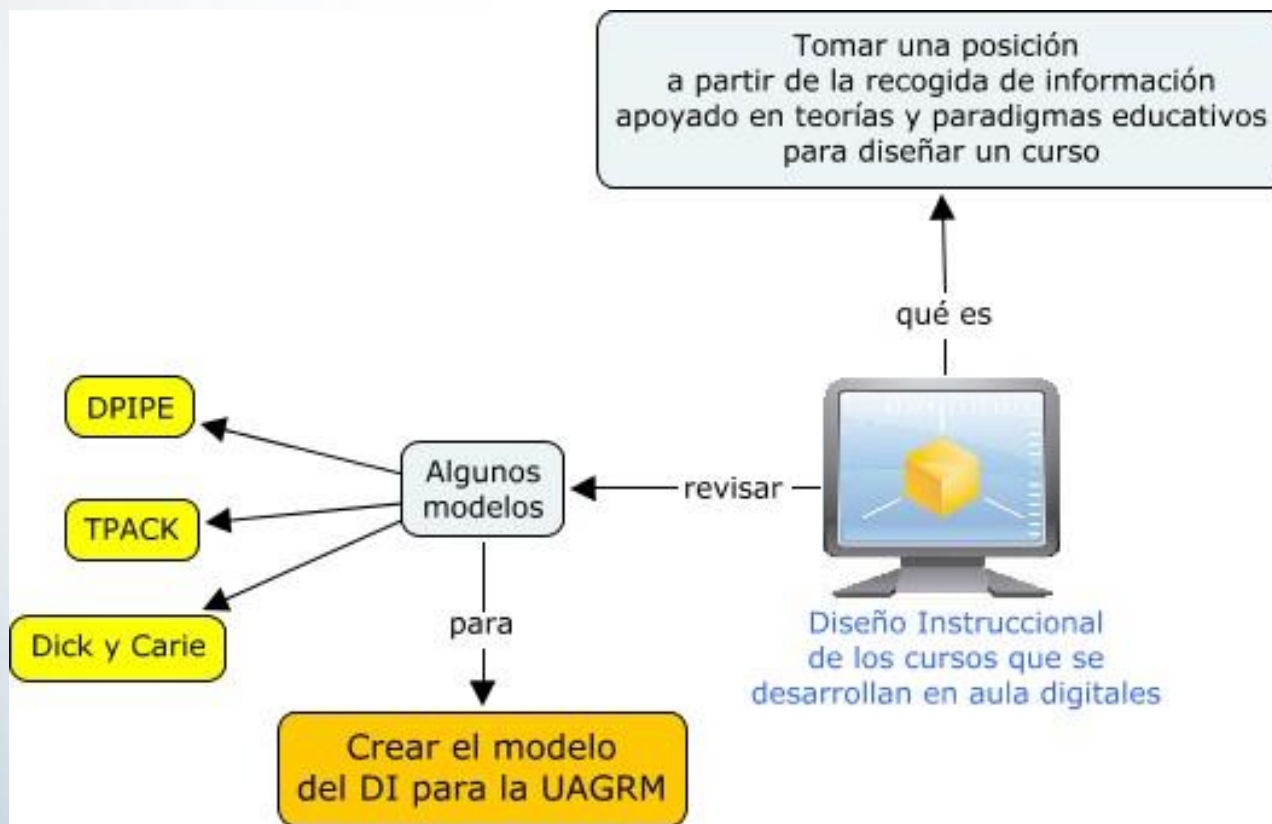 Tomar una posición
a partir de la recogida de información
apoyado en teorías y paradigmas educativos
para diseñar un curso
qué es
DPIPE
Algunos
modelos
revisar
TPACK
Dick y Carie
para
Diseño Instruccional
de los cursos que se
desarrollan en aula digitales
Crear el modelo
del DI para la UAGRM